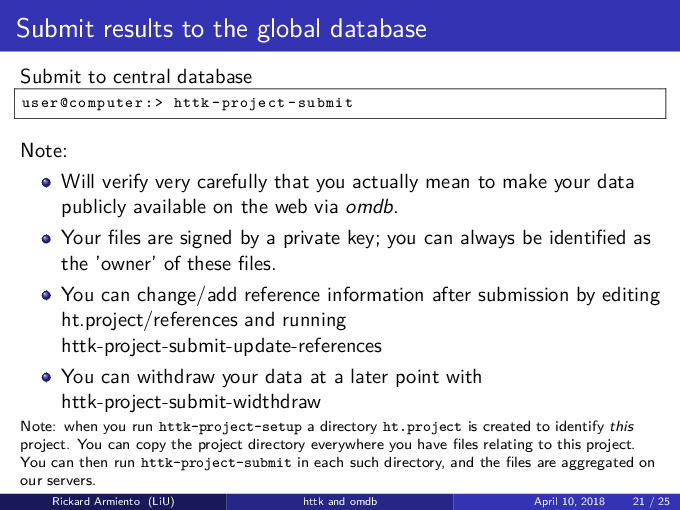 Submit results to the global database
Submit to central database
user@computer:> httk-project-submit
Note:
Will verify very carefully that you actually mean to make your data
publicly available on the web via omdb.
Your files are signed by a private key; you can always be identified as
the 'owner' of these files.
You can change/add reference information after submission by editing
ht.project/references and running
httk-project-submit-update-references
You can withdraw your data at a later point with
httk-project-submit-widthdraw
Note: when you run httk-project-setup a directory ht.project is created to identify this
project. You can copy the project directory everywhere you have files relating to this project.
You can then run httk-project-submit in each such directory, and the files are aggregated on
our servers.
Rickard Armiento (LiU) httk and omdb April 10, 2018 21 / 25